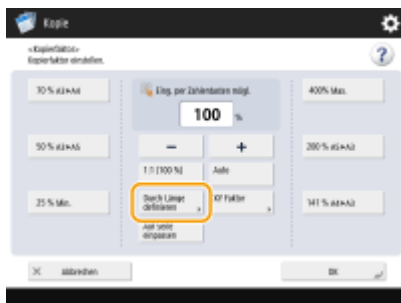 Kopie
<Kopierfaktor>
Kopierfaktor einstellen.
?
70 % A3→A4
Eing. per Zahlentasten mögl.
400% Max.
100 %
50 % A3→A5
−
+
200 % A5→A3
1:1 (100 %)
Auto
25 % Min.
Durch Länge
definieren
XY Faktor
141 % A4→A3
Auf Seite
einpassen
Abbrechen
OK